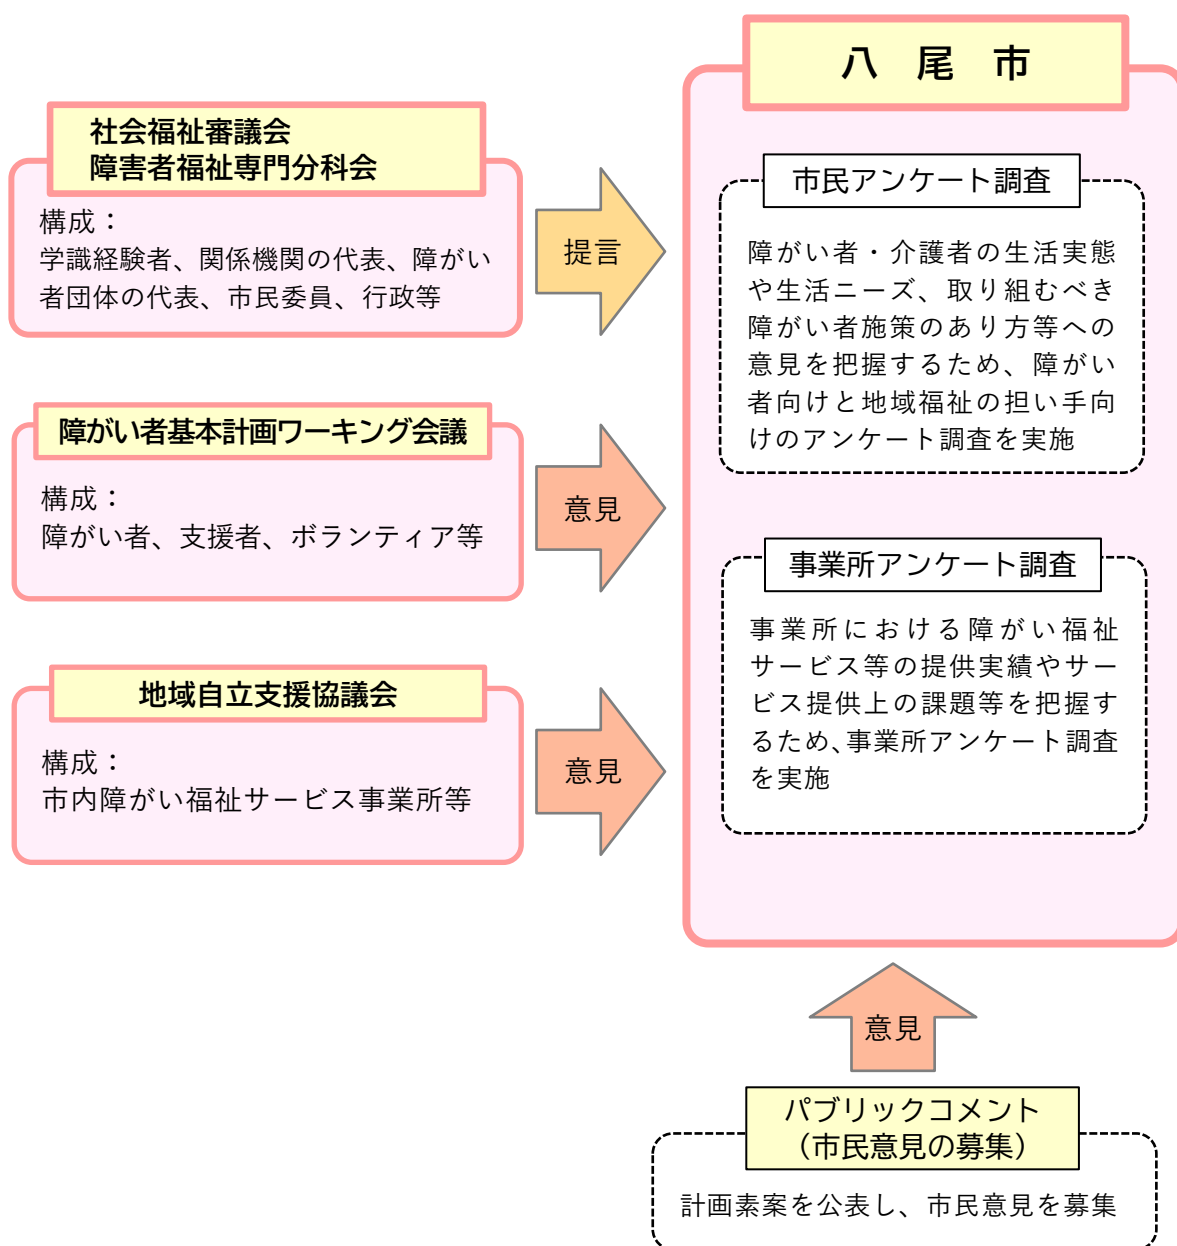 八 尾 市
社会福祉審議会
障害者福祉専門分科会
構成：
学識経験者、関係機関の代表、障がい
者団体の代表、市民委員、行政等
提言
障がい者基本計画ワーキング会議
構成：
障がい者、支援者、ボランティア等
意見
地域自立支援協議会
構成：
市内障がい福祉サービス事業所等
意見
市民アンケート調査
障がい者・介護者の生活実態
や生活ニーズ、取り組むべき
障がい者施策のあり方等への
意見を把握するため、障がい
者向けと地域福祉の担い手向
けのアンケート調査を実施
事業所アンケート調査
事業所における障がい福祉
サービス等の提供実績やサー
ビス提供上の課題等を把握す
るため、事業所アンケート調査
を実施
意見
パブリックコメント
（市民意見の募集）
計画素案を公表し、市民意見を募集